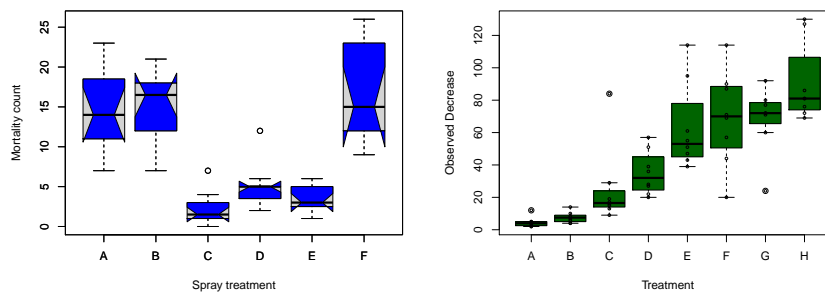 Mortality count
25
20
15
10
5
0
A B C D E F
Spray treatment
Observed Decrease
120
100
80
60
40
20
0
A B C D E F G H
Treatment